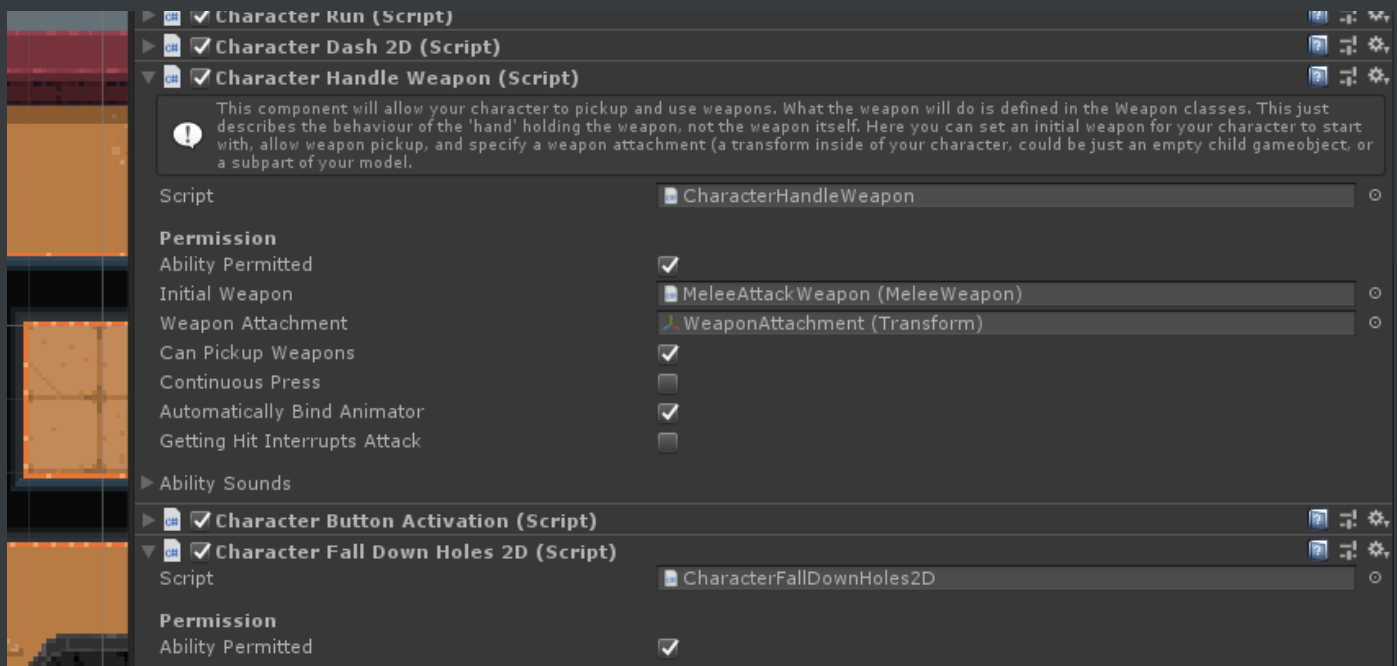 Character Run (Script)
Character Dash 2D (Script)
Character Handle Weapon (Script)
This component will allow your character to pickup and use weapons. What the weapon will do is defined in the Weapon classes. This just
describes the behaviour of the 'hand' holding the weapon, not the weapon itself. Here you can set an initial weapon for your character to start
with, allow weapon pickup, and specify a weapon attachment (a transform inside of your character, could be just an empty child gameobject, or
a subpart of your model.
Script CharacterHandleWeapon
Permission
Ability Permitted
Initial Weapon MeleeAttackWeapon (MeleeWeapon)
Weapon Attachment WeaponAttachment (Transform)
Can Pickup Weapons
Continuous Press
Automatically Bind Animator
Getting Hit Interrupts Attack
Ability Sounds
Character Button Activation (Script)
Character Fall Down Holes 2D (Script)
Script CharacterFallDownHoles2D
Permission
Ability Permitted